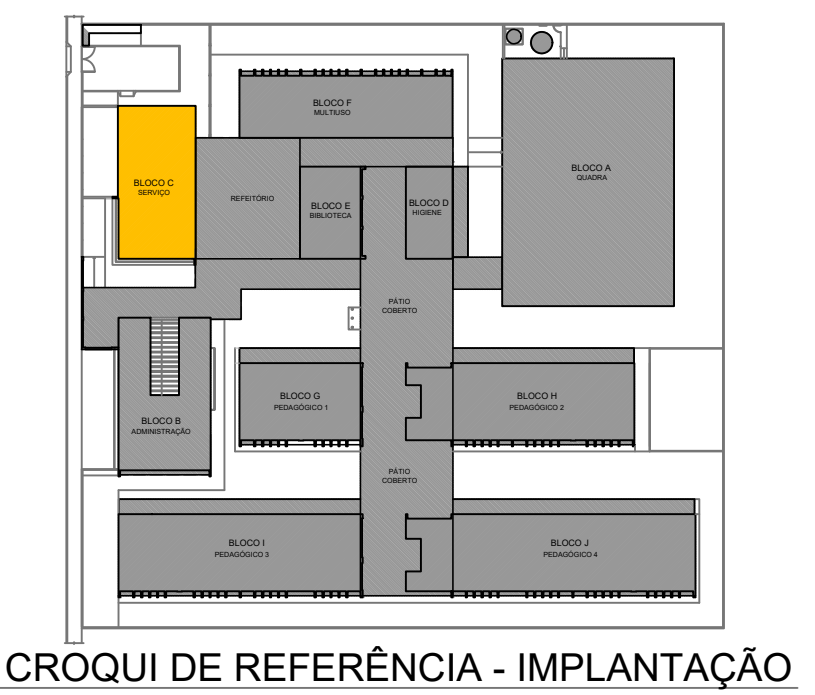 BLOCO F
MULTIUSO
BLOCO A
QUADRA
BLOCO C
SERVIÇO
REFEITÓRIO
BLOCO E
BIBLIOTECA
BLOCO D
HIGIENE
PÁTIO
COBERTO
BLOCO G
PEDAGÓGICO 1
BLOCO H
PEDAGÓGICO 2
BLOCO B
ADMINISTRAÇÃO
PÁTIO
COBERTO
BLOCO I
PEDAGÓGICO 3
BLOCO J
PEDAGÓGICO 4
CROQUI DE REFERÊNCIA - IMPLANTAÇÃO